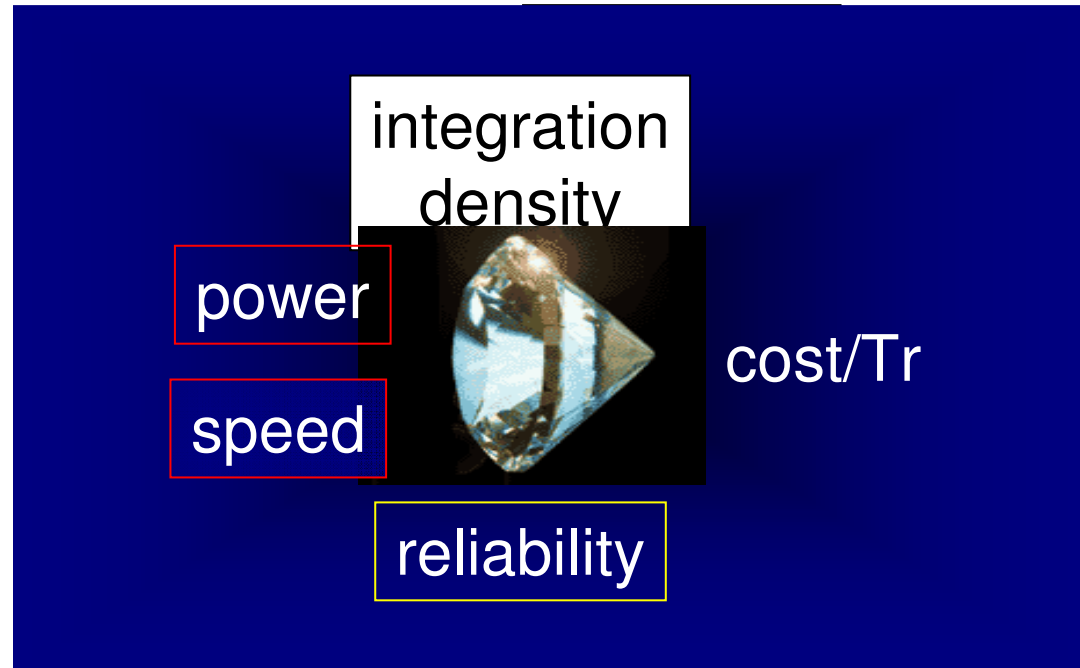 integration
density
power
cost/Tr
speed
reliability